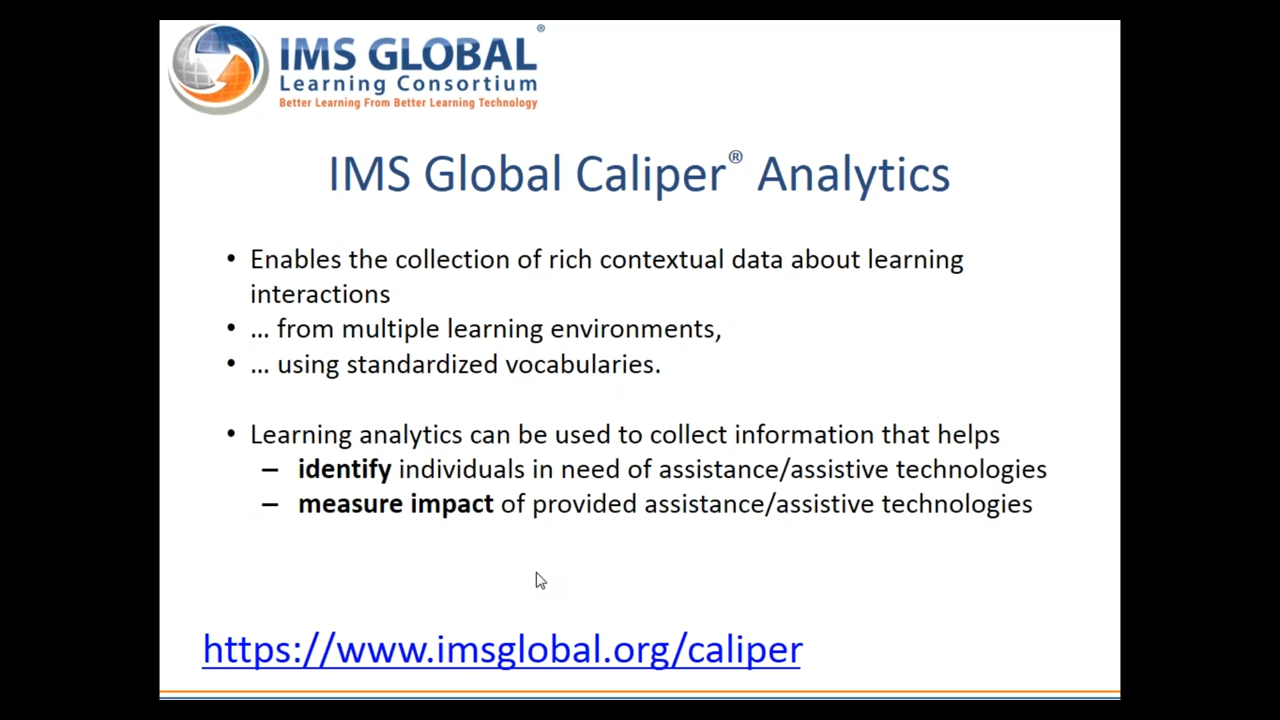 IMS GLOBAL®
Learning Consortium
Better Learning From Better Learning Technology
IMS Global Caliper® Analytics
• Enables the collection of rich contextual data about learning
interactions
• … from multiple learning environments,
• … using standardized vocabularies.
• Learning analytics can be used to collect information that helps
– identify individuals in need of assistance/assistive technologies
– measure impact of provided assistance/assistive technologies
https://www.imsglobal.org/caliper